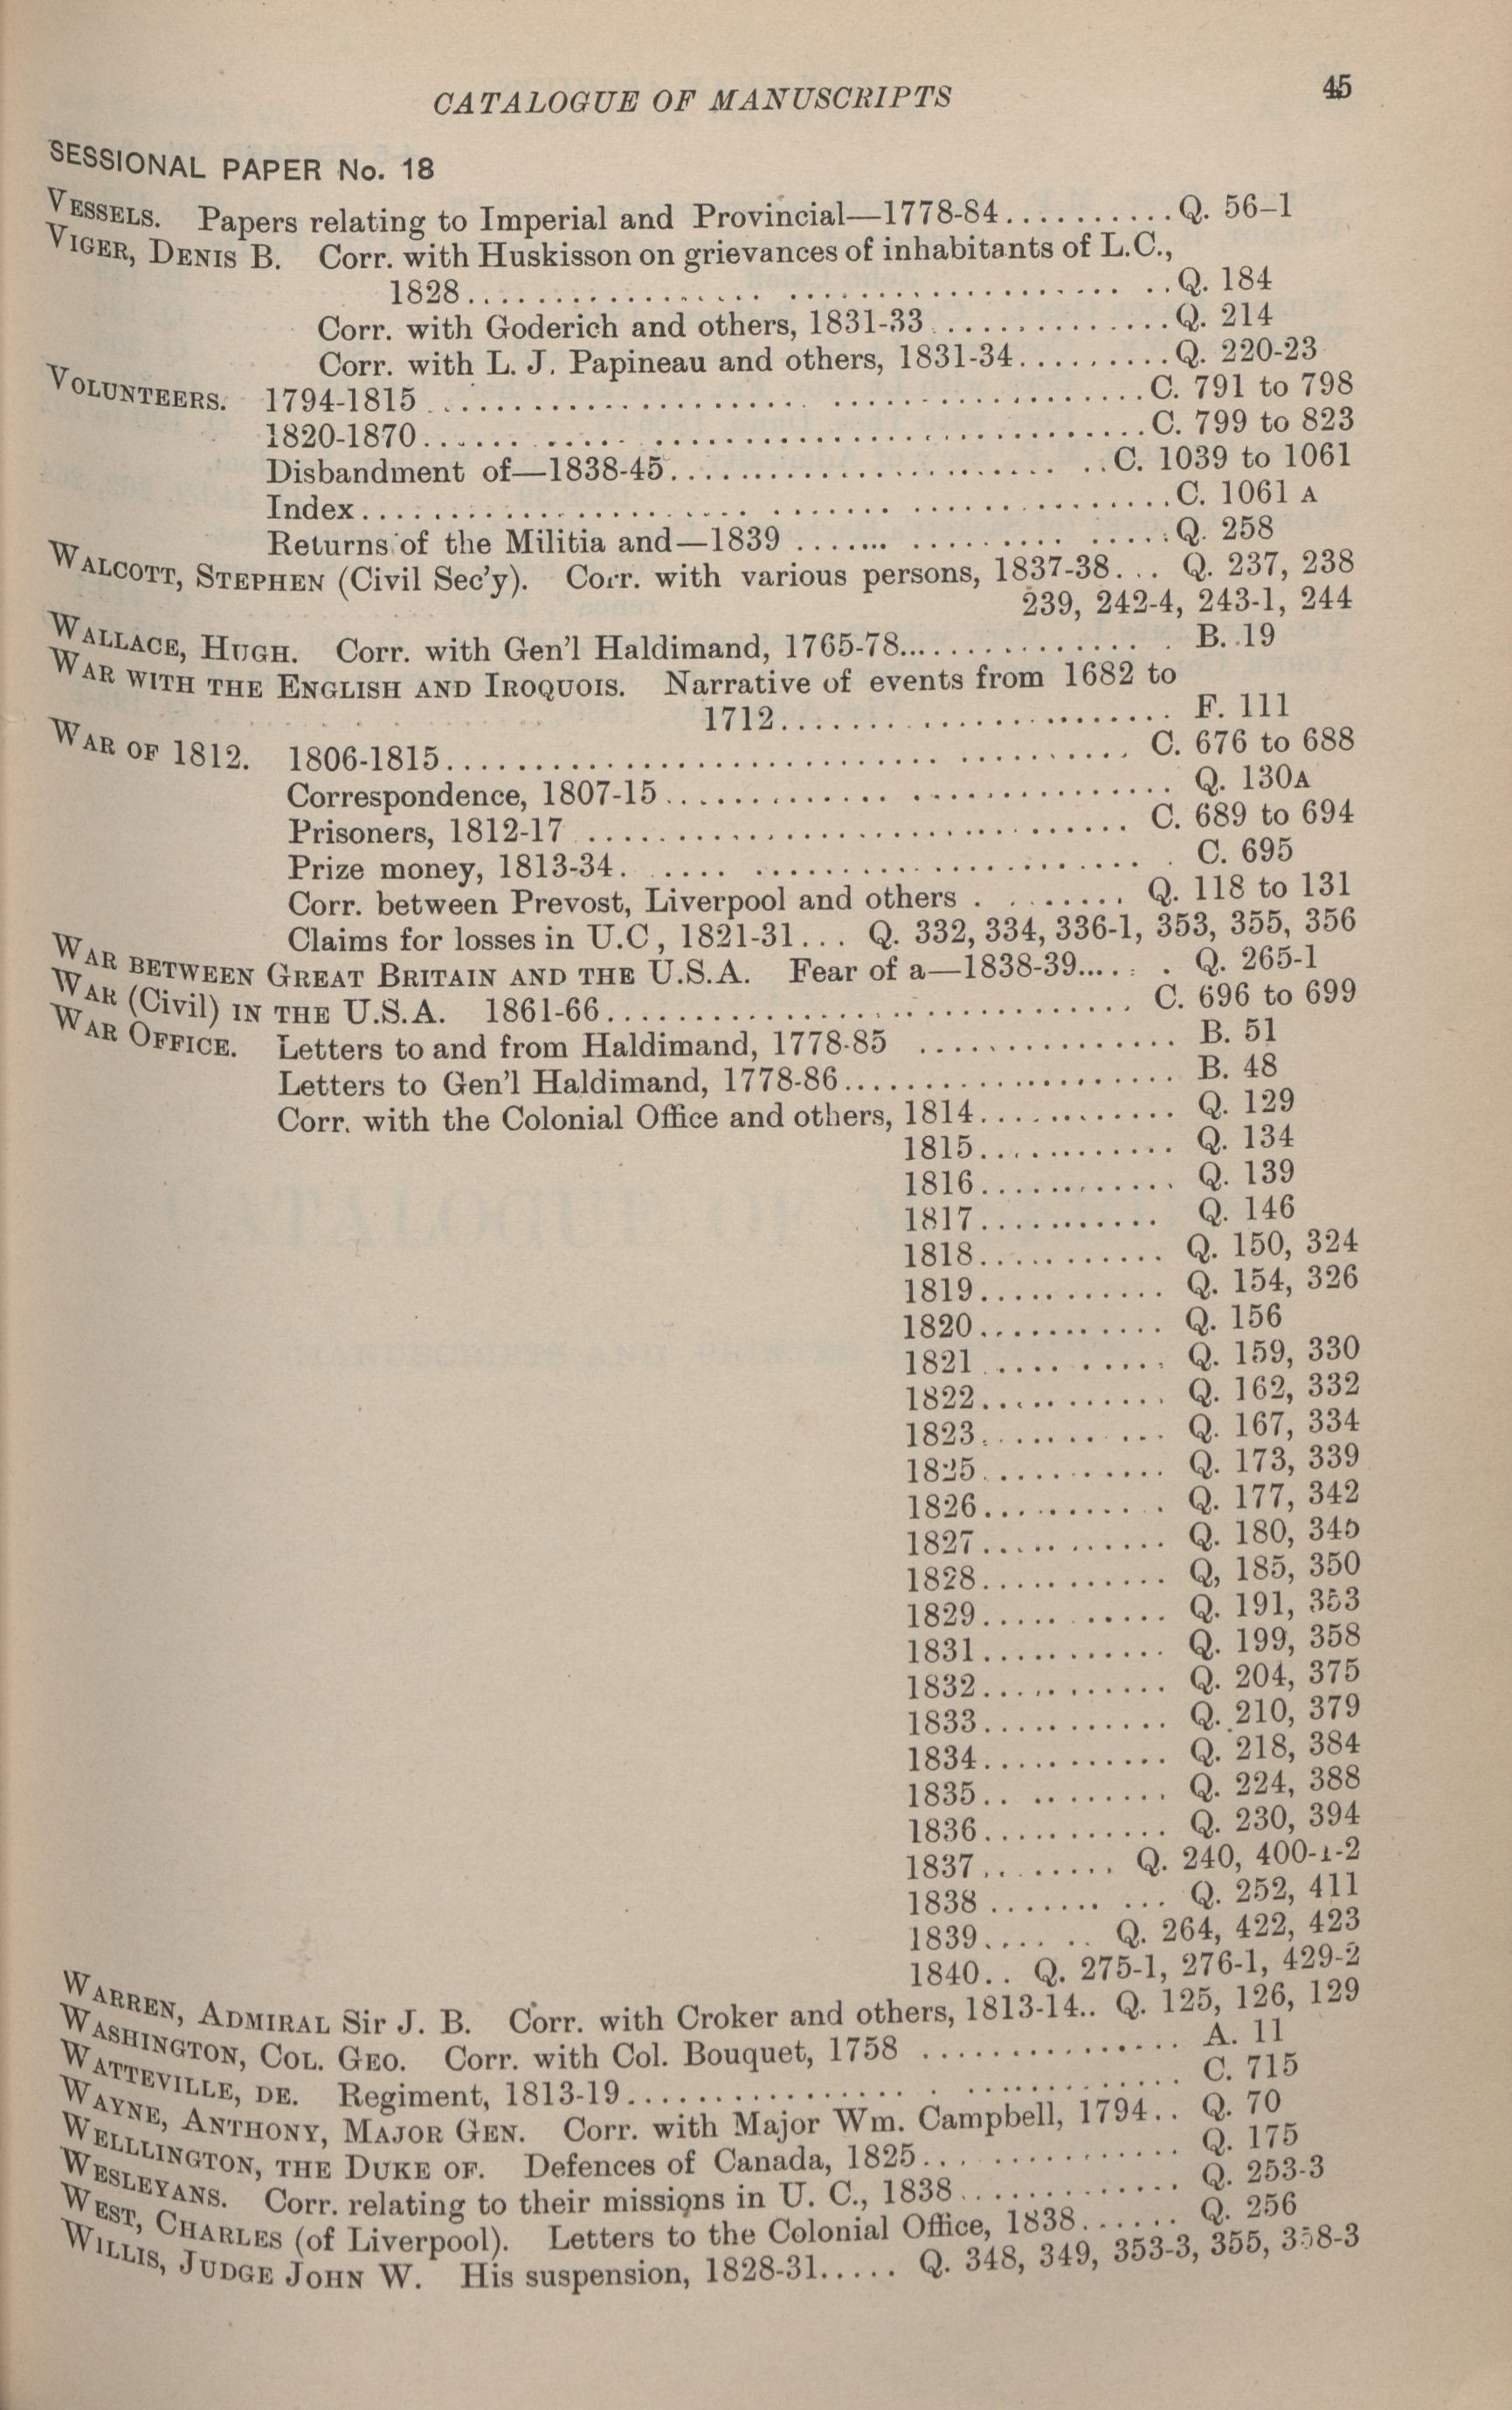 CATALOGUE OF MANUSCRIPTS 45
SESSIONAL PAPER No. 18
VESSELS. Papers relating to Imperial and Provincial—1778-84..........Q. 56-1
VIGER, DENIS B. Corr. with Huskisson on grievances of inhabitants of L.C.,
1828........................................Q. 184
Corr. with Goderich and others, 1831-33..............Q. 214
Corr. with L. J. Papineau and others, 1831-34.........Q. 220-23
VOLUNTEERS. 1794-1815........................................C. 791 to 798
1820-1870........................................C. 799 to 823
Disbandment of—1838-45........................C. 1039 to 1061
Index............................................C. 1061 A
Returns of the Militia and—1839......................Q. 258
WALCOTT, STEPHEN (Civil Sec'y). Corr. with various persons, 1837-38... Q. 237, 238
239, 242-4, 243-1, 244
WALLACE, HUGH. Corr. with Gen'l Haldimand, 1765-78............... B. 19
WAR WITH THE ENGLISH AND IROQUOIS. Narrative of events from 1682 to
1712...................... F. 111
WAR OF 1812. 1806-1815...................................... C. 676 to 688
Correspondence, 1807-15............................ Q. 130A
Prisoners, 1812-17.............................. C. 689 to 694
Prize money, 1813-34............................ C. 695
Corr. between Prevost, Liverpool and others......... Q. 118 to 131
Claims for losses in U.C, 1821-31... Q. 332, 334, 336-1, 353, 355, 356
WAR BETWEEN GREAT BRITAIN AND THE U.S.A. Fear of a—1838-39....... Q. 265-1
WAR (Civil) IN THE U.S.A. 1861-66............................. C. 696 to 699
WAR OFFICE. Letters to and from Haldimand, 1778-85............... B. 51
Letters to Gen'l Haldimand, 1778-86................... B. 48
Corr. with the Colonial Office and others, 1814............ Q. 129
1815............ Q. 134
1816............ Q. 139
1817........... Q. 146
1818........... Q. 150, 324
1819........... Q. 154, 326
1820........... Q. 156
1821........... Q. 159, 330
1822........... Q. 162, 332
1823........... Q. 167, 334
1825........... Q. 173, 339
1826........... Q. 177, 342
1827........... Q. 180, 345
1828........... Q, 185, 350
1829........... Q. 191, 353
1831........... Q. 199, 358
1832........... Q. 204, 375
1833........... Q. 210, 379
1834........... Q. 218, 384
1835........... Q. 224, 388
1836........... Q. 230, 394
1837........ Q. 240, 400-1-2
1838.......... Q. 252, 411
1839...... Q. 264, 422, 423
1840.. Q. 275-1, 276-1, 429-2
WARREN, ADMIRAL Sir J. B. Corr. with Croker and others, 1813-14.. Q. 125, 126, 129
WASHINGTON, COL. GEO. Corr. with Col. Bouquet, 1758............... A. 11
WATTEVILLE, DE. Regiment, 1813-19.............................. C. 715
WAYNE, ANTHONY, MAJOR GEN. Corr. with Major Wm. Campbell, 1794.. Q. 70
WELLLINGTON, THE DUKE OF. Defences of Canada, 1825.............. Q. 175
WESLEYANS. Corr. relating to their missions in U. C., 1838............. Q. 253-3
WEST, CHARLES (of Liverpool). Letters to the Colonial Office, 1838...... Q. 256
WILLIS, JUDGE JOHN W. His suspension, 1828-31..... Q. 348, 349, 353-3, 355, 358-3